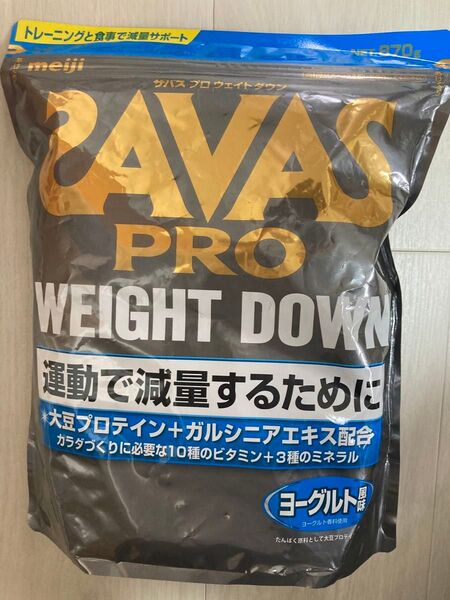 トレーニングと食事で減量サポート
NET.870g
meiji
ザバス プロ ウェイトダウン
SAVAS
PRO
WEIGHT DOWN
運動で減量するために
*大豆プロテイン+ガルシニアエキス配合
カラダづくりに必要な10種のビタミン+3種のミネラル
ヨーグルト風味
ヨーグルト香料使用
たんぱく原料として大豆プロテイ